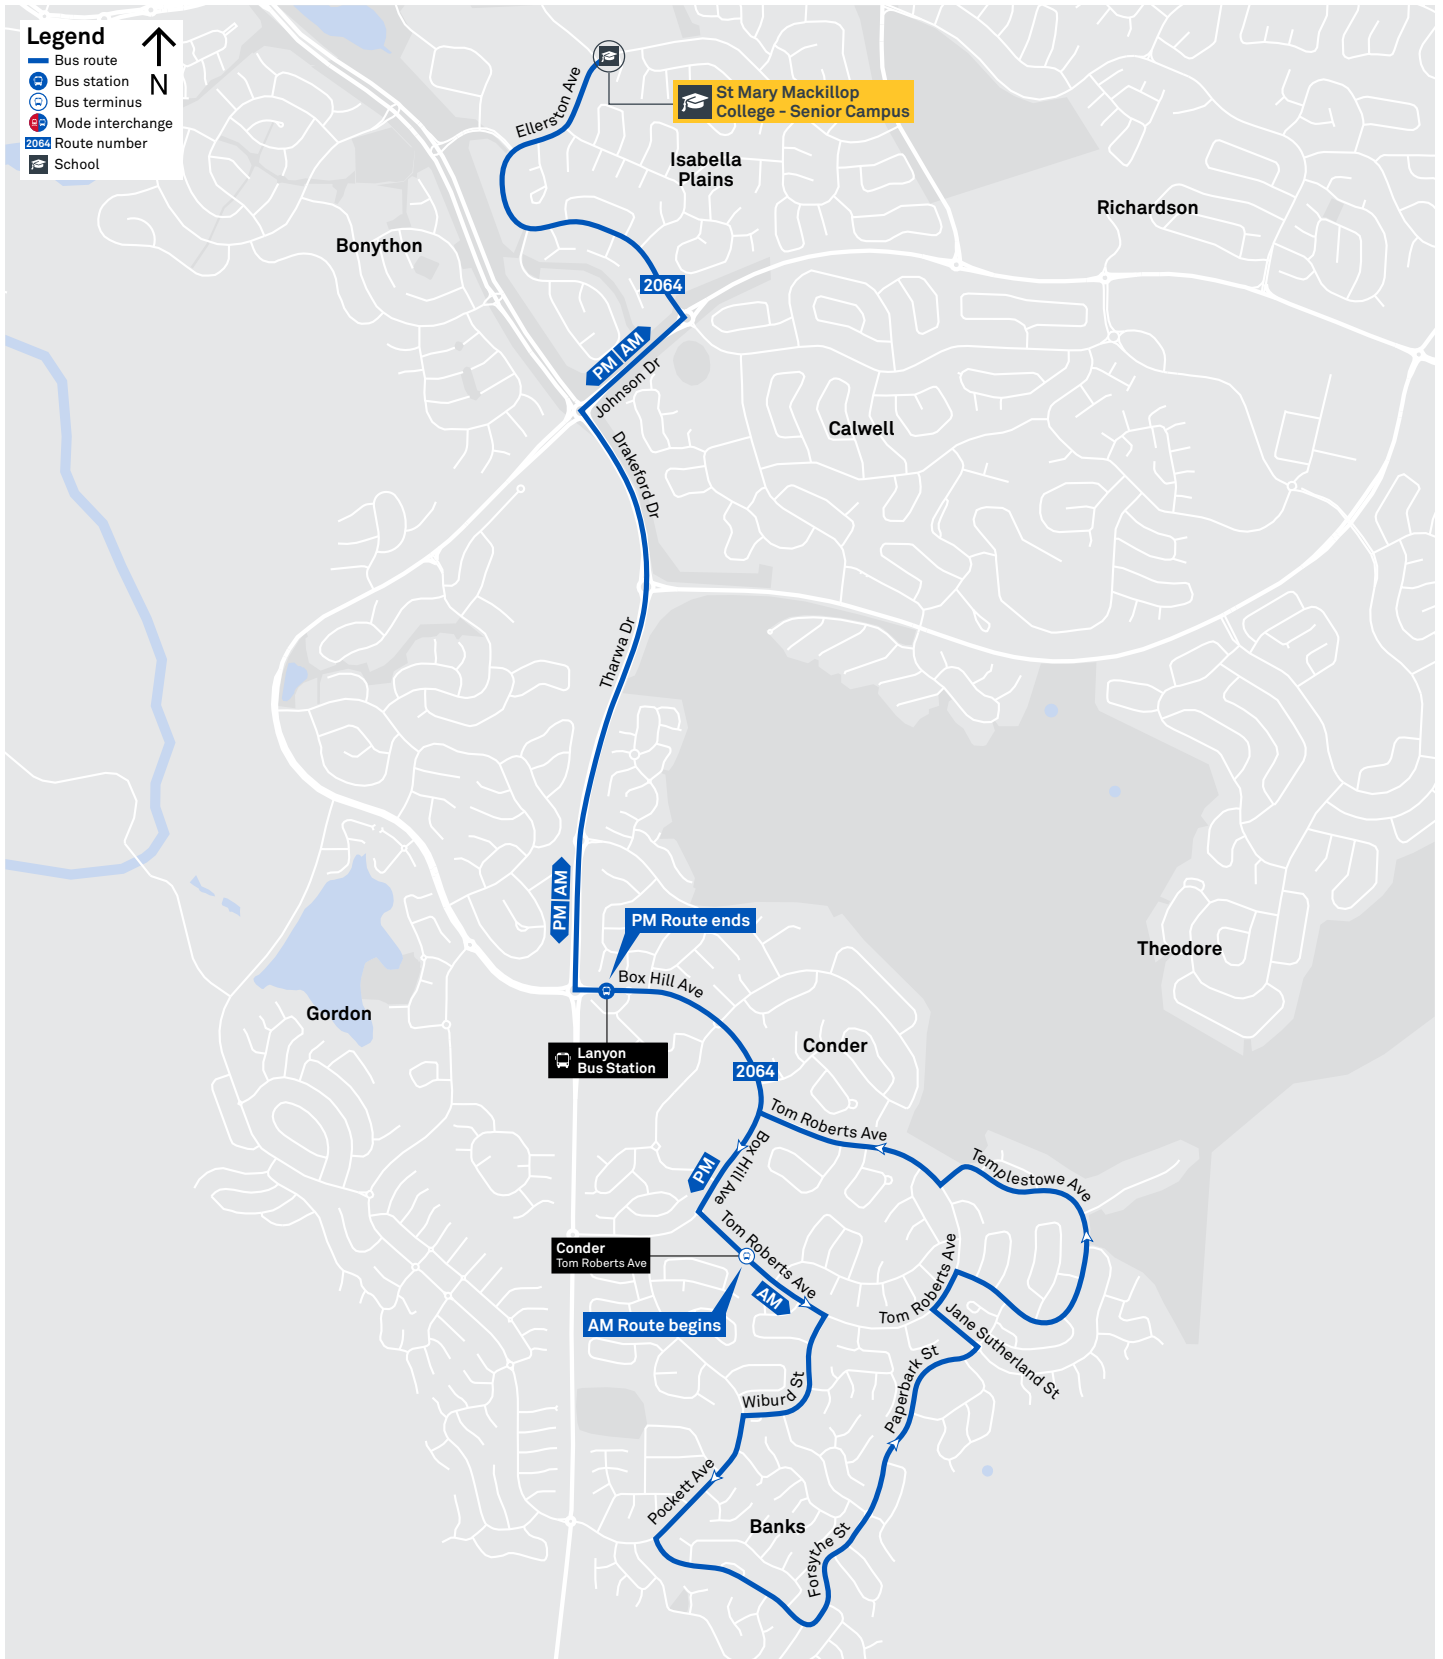 Legend
N
Bus route
Bus station
Bus terminus
Mode interchange
2064 Route number
School
Ellerston Ave
St Mary Mackillop
College - Senior Campus
Isabella
Plains
Richardson
Bonython
2064
PM | AM
Johnson Dr
Calwell
Drakeford Dr
Tharwa Dr
PM | AM
PM Route ends
Box Hill Ave
Theodore
Gordon
Lanyon
Bus Station
Conder
2064
Tom Roberts Ave
Box Hill Ave
PM
Templestowe Ave
Tom Roberts Ave
Conder
Tom Roberts Ave
AM
AM Route begins
Tom Roberts Ave
Jane Sutherland St
Paperbark St
Wiburd St
Pockett Ave
Banks
Forsythe St